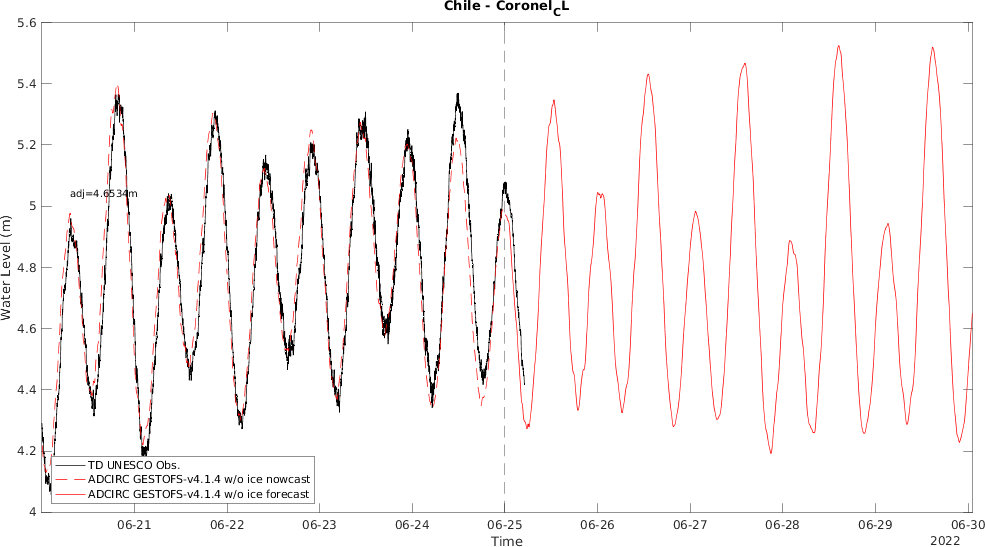 Chile - Coronel_CL
5.6
5.4
5.2
5
4.8
4.6
4.4
4.2
4
Water Level (m)
adj=4.6534m
TD UNESCO Obs.
ADCIRC GESTOFS-v4.1.4 w/o ice nowcast
ADCIRC GESTOFS-v4.1.4 w/o ice forecast
06-21
06-22
06-23
06-24
06-25
06-26
06-27
06-28
06-29
06-30
Time
2022